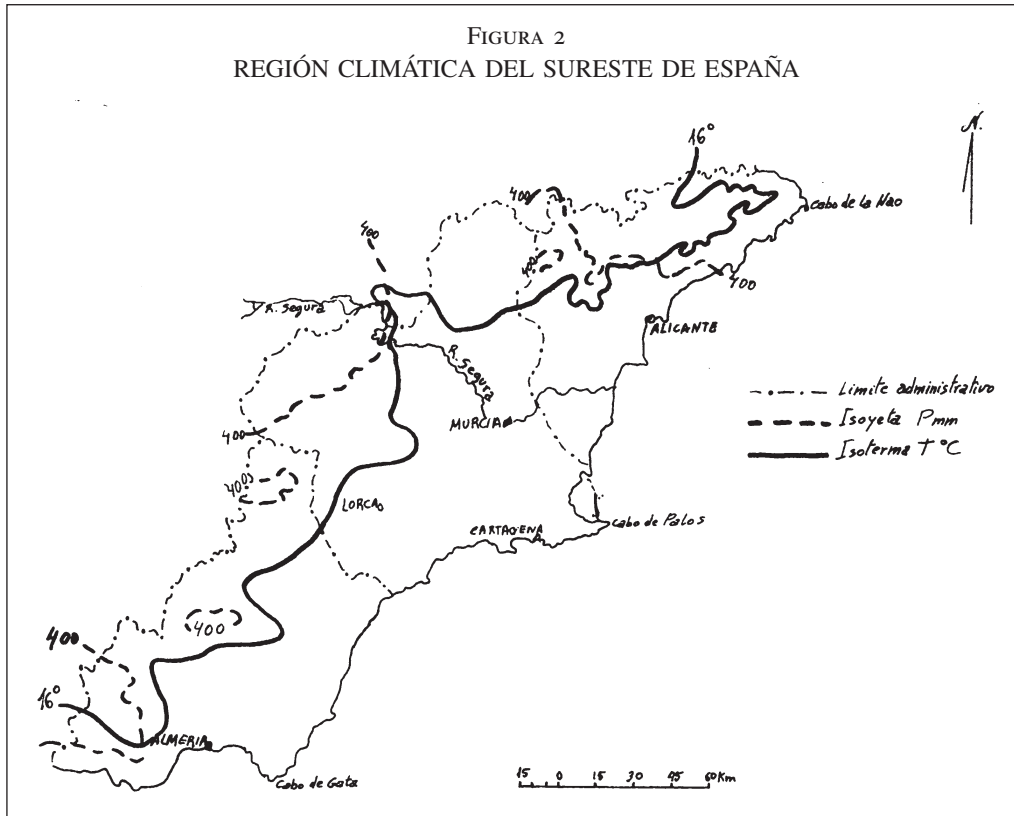 FIGURA 2
REGIÓN CLIMÁTICA DEL SURESTE DE ESPAÑA
N.
16°
Cabo de la Nao
400
400
400
400
R. Segura
ALICANTE
R. Segura
Limite administrativo
MURCIA
Isoyeta Pmm
400
Isoterma T °C
400
LORCA
CARTAGENA
Cabo de Palos
400
400
16°
ALMERIA
Cabo de Gata
15 0 15 30 45 60 Km